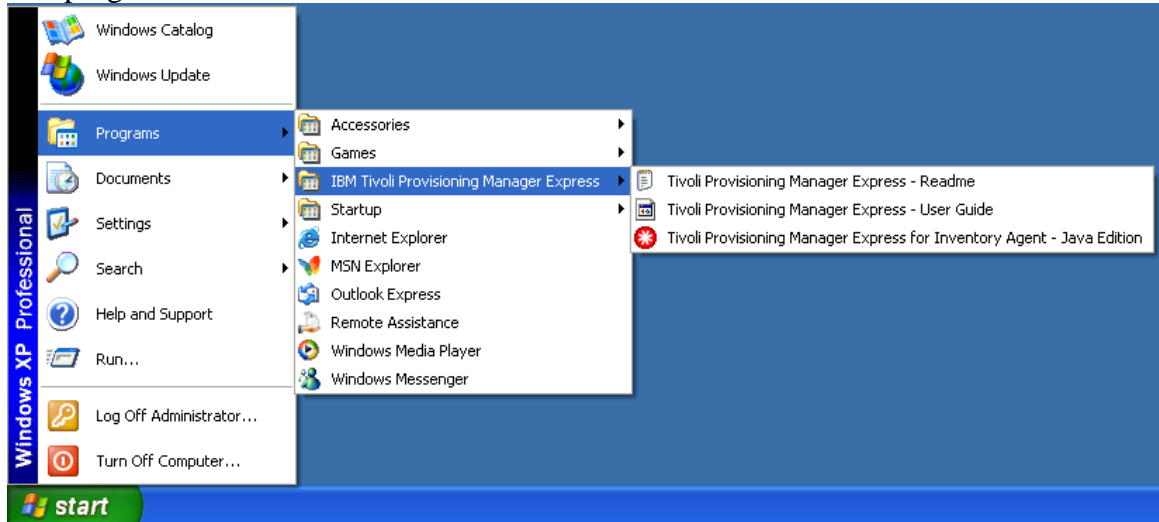 Windows Catalog
Windows Update
Programs
Documents
Settings
Search
Help and Support
Run...
Log Off Administrator...
Turn Off Computer...
Windows XP Professional
start
Accessories
Games
IBM Tivoli Provisioning Manager Express
Startup
Internet Explorer
MSN Explorer
Outlook Express
Remote Assistance
Windows Media Player
Windows Messenger
Tivoli Provisioning Manager Express - Readme
Tivoli Provisioning Manager Express - User Guide
Tivoli Provisioning Manager Express for Inventory Agent - Java Edition